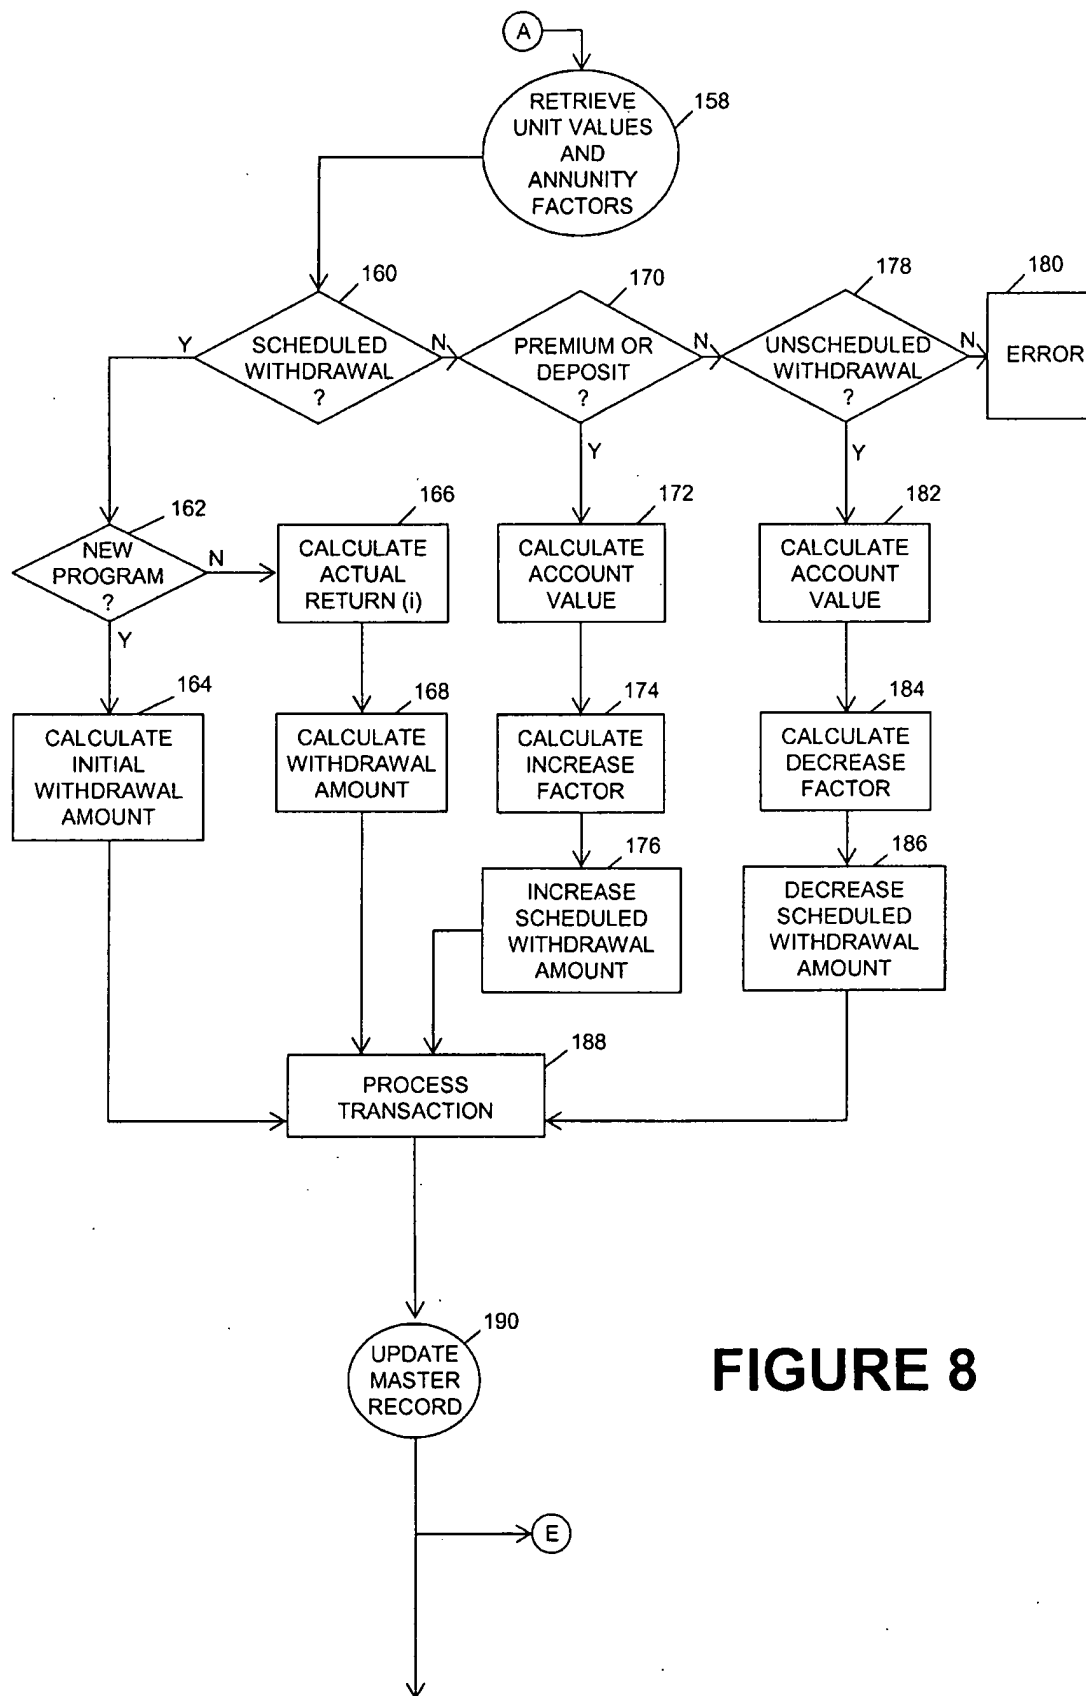 A
158
RETRIEVE
UNIT VALUES
AND
ANNUNITY
FACTORS
160
SCHEDULED
WITHDRAWAL
?
Y
N
170
PREMIUM OR
DEPOSIT
?
N
Y
178
UNSCHEDULED
WITHDRAWAL
?
N
Y
180
ERROR
162
NEW
PROGRAM
?
N
Y
166
CALCULATE
ACTUAL
RETURN (i)
172
CALCULATE
ACCOUNT
VALUE
182
CALCULATE
ACCOUNT
VALUE
164
CALCULATE
INITIAL
WITHDRAWAL
AMOUNT
168
CALCULATE
WITHDRAWAL
AMOUNT
174
CALCULATE
INCREASE
FACTOR
184
CALCULATE
DECREASE
FACTOR
176
INCREASE
SCHEDULED
WITHDRAWAL
AMOUNT
186
DECREASE
SCHEDULED
WITHDRAWAL
AMOUNT
188
PROCESS
TRANSACTION
190
UPDATE
MASTER
RECORD
FIGURE 8
E